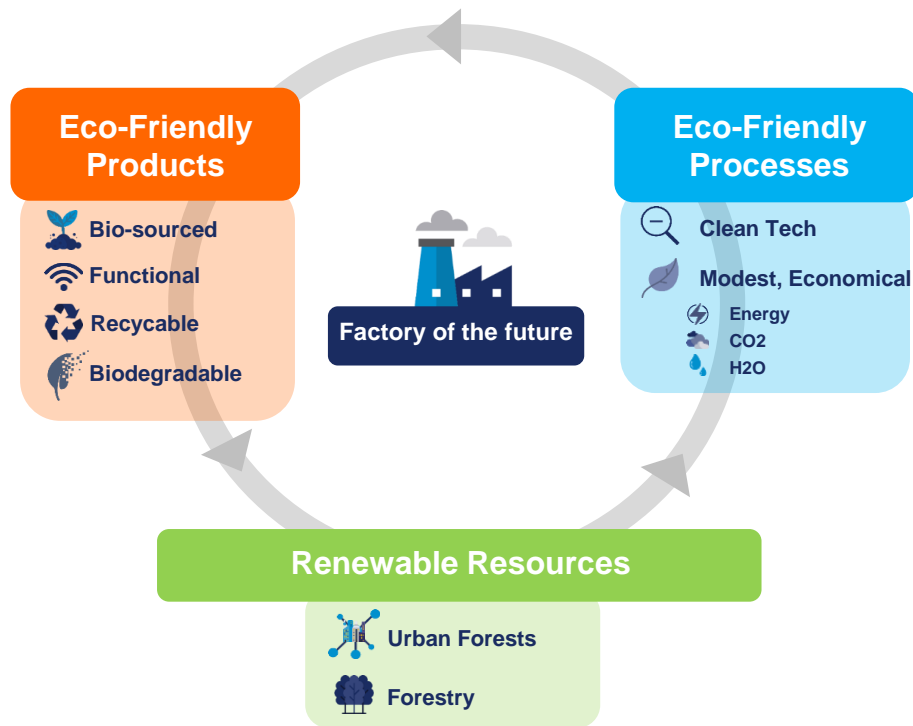 Eco-Friendly
Products
Bio-sourced
Functional
Recycable
Biodegradable
Factory of the future
Eco-Friendly
Processes
Clean Tech
Modest, Economical
Energy
CO2
H2O
Renewable Resources
Urban Forests
Forestry